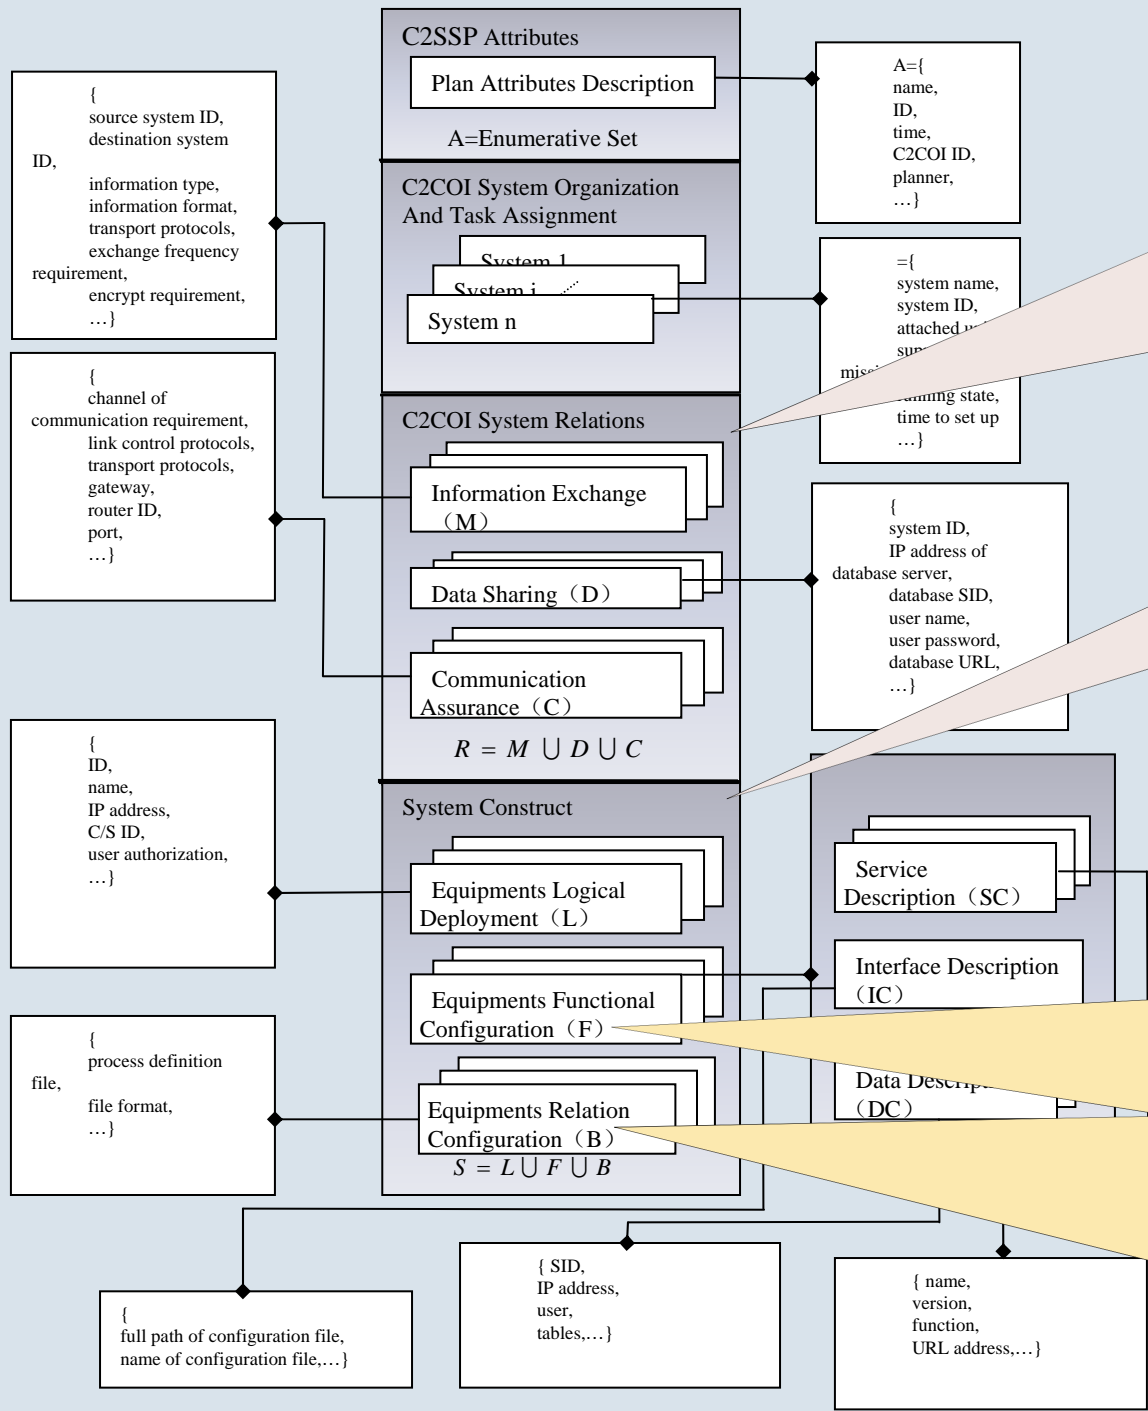 C2SSP Attributes
Plan Attributes Description
A=Enumerative Set
A={
name,
ID,
time,
C2COI ID,
planner,
…}
{
source system ID,
destination system
ID,
information type,
information format,
transport protocols,
exchange frequency
requirement,
encrypt requirement,
…}
C2COI System Organization
And Task Assignment
System 1
System i
System n
={
system name,
system ID,
attached
running state,
time to set up
…}
{
channel of
communication requirement,
link control protocols,
transport protocols,
gateway,
router ID,
port,
…}
C2COI System Relations
Information Exchange
（M）
Data Sharing（D）
Communication
Assurance（C）
R = M ∪ D ∪ C
{
system ID,
IP address of
database server,
database SID,
user name,
user password,
database URL,
…}
{
ID,
name,
IP address,
C/S ID,
user authorization,
…}
System Construct
Equipments Logical
Deployment（L）
Equipments Functional
Configuration（F）
Equipments Relation
Configuration（B）
S = L ∪ F ∪ B
Service
Description（SC）
Interface Description
（IC）
Data
（DC）
{
process definition
file,
file format,
…}
{
full path of configuration file,
name of configuration file,…}
{ SID,
IP address,
user,
tables,…}
{ name,
version,
function,
URL address,…}